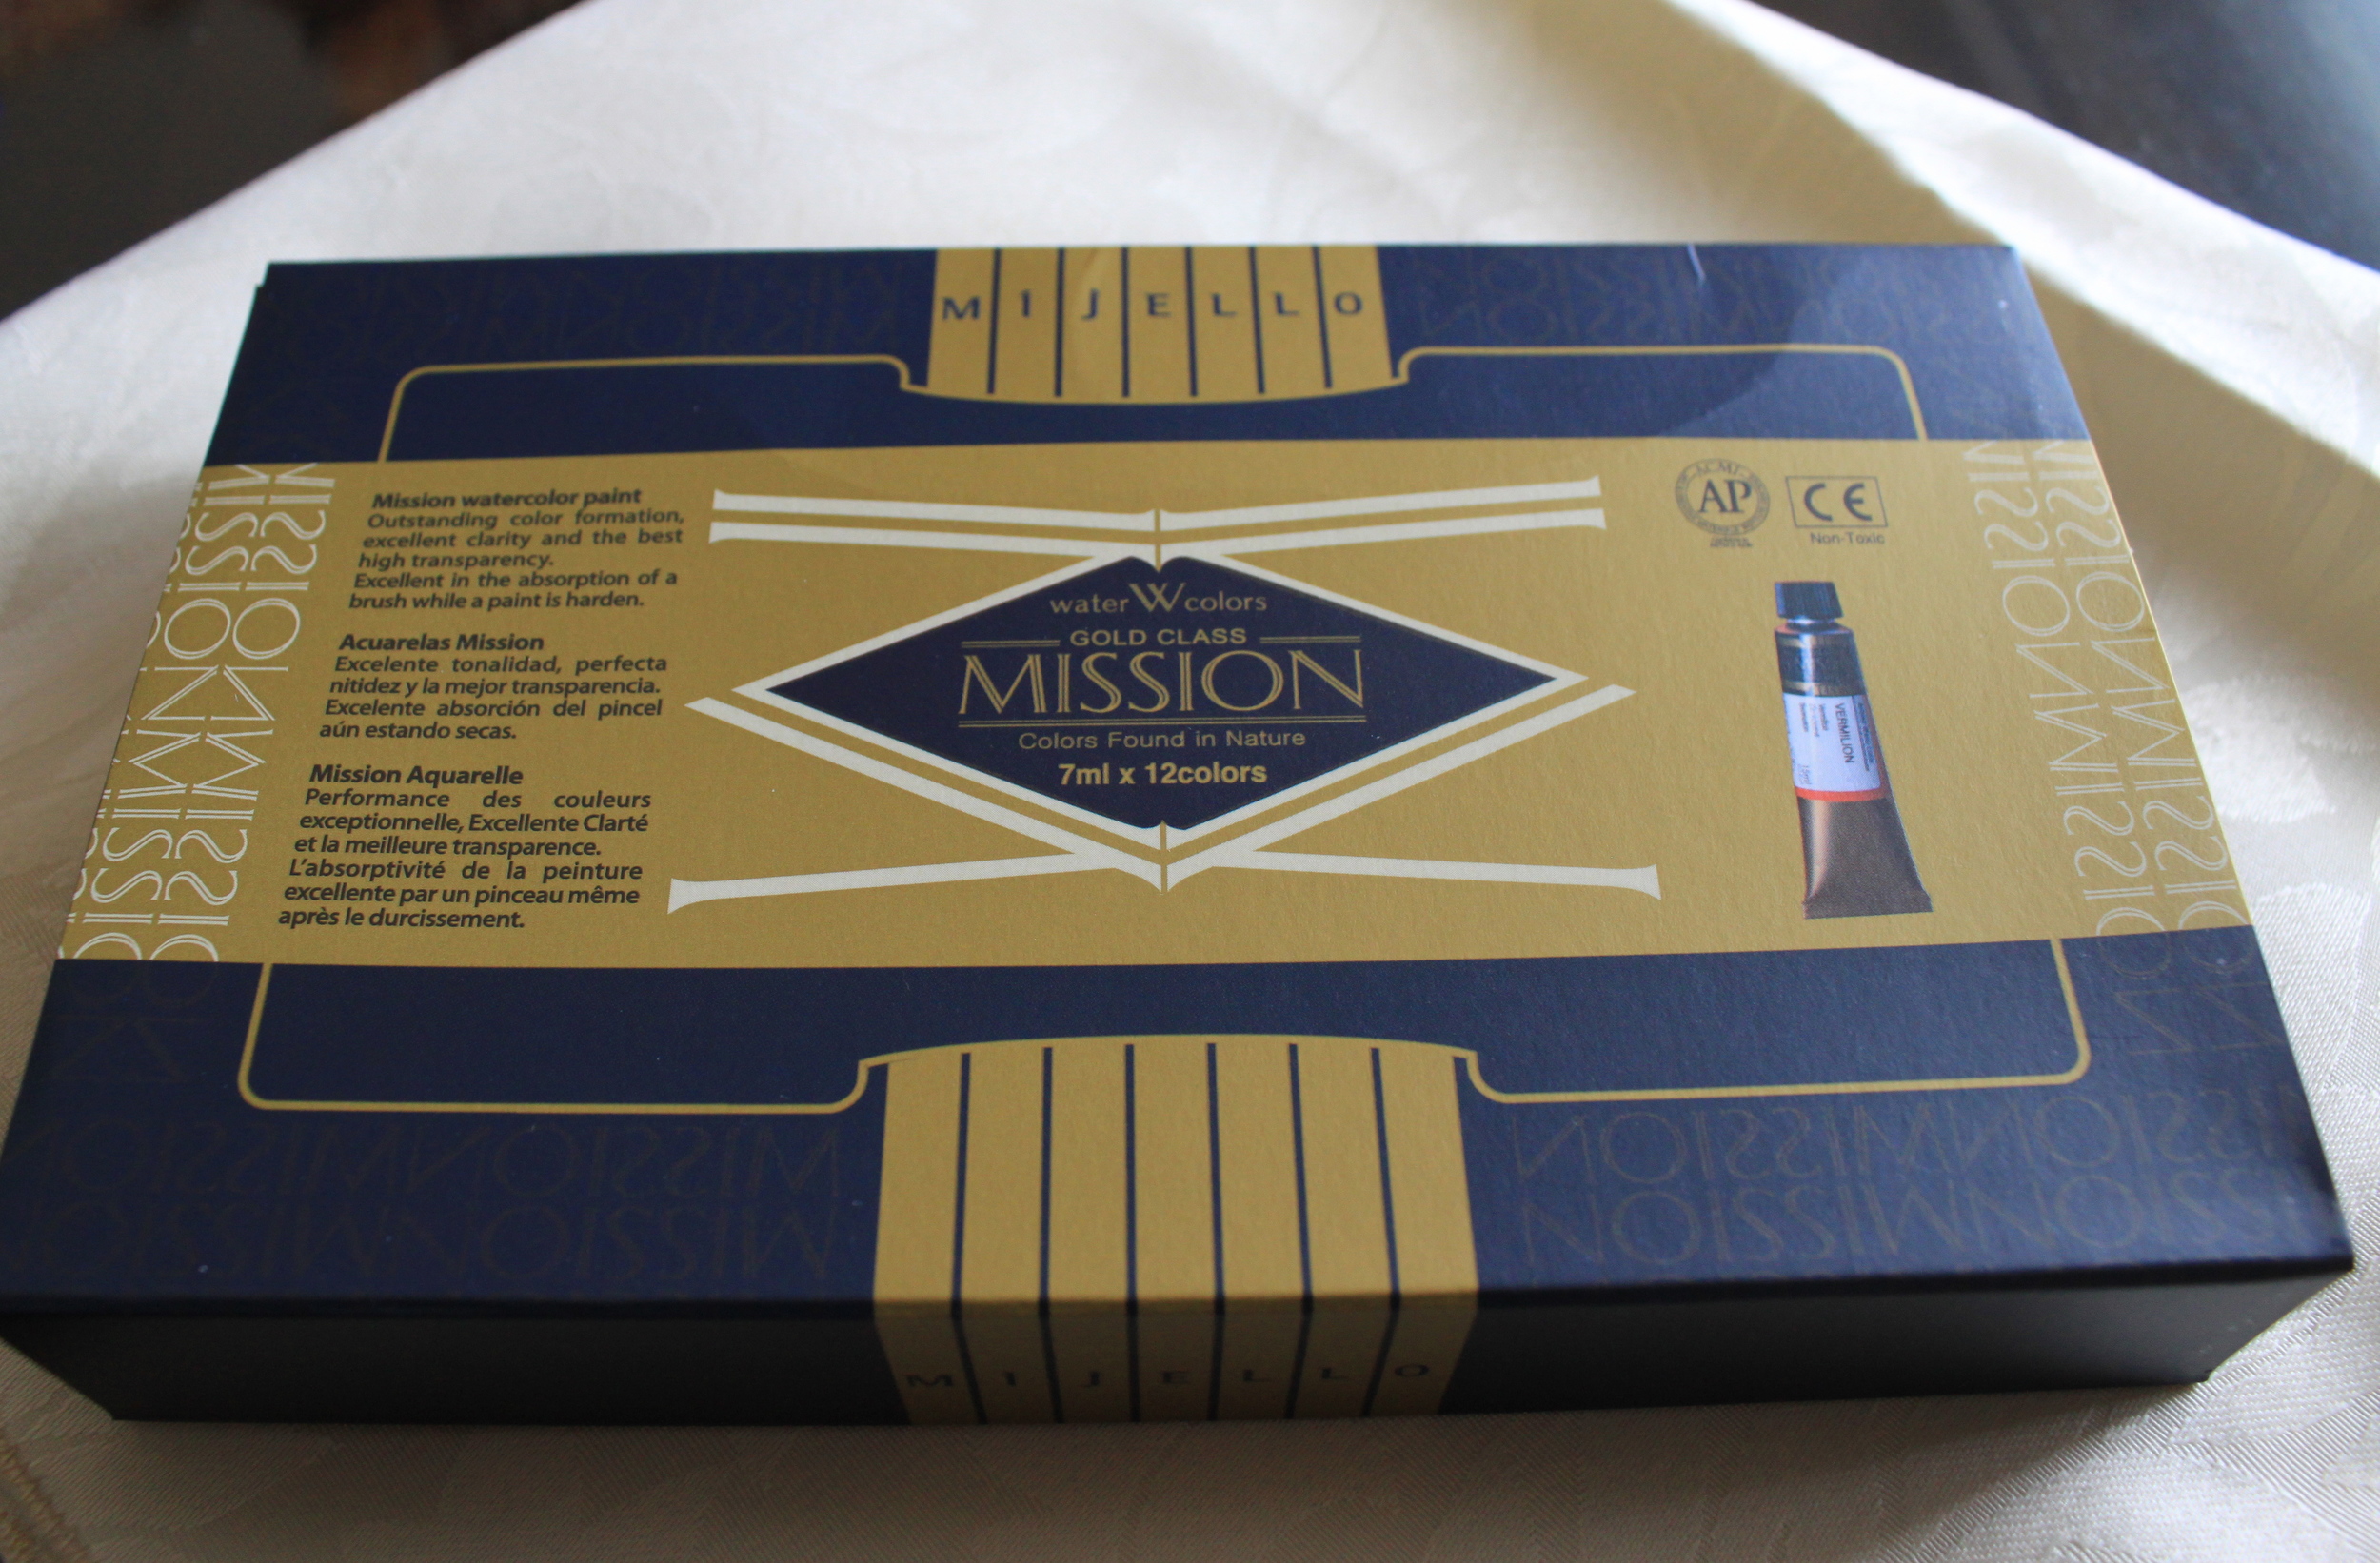 MIJELLO
Mission watercolor paint
Outstanding color formation,
excellent clarity and the best
high transparency.
Excellent in the absorption of a
brush while a paint is harden.
Acuarelas Mission
Excelente tonalidad, perfecta
nitidez y la mejor transparencia.
Excelente absorción del pincel
aún estando secas.
Mission Aquarelle
Performance des couleurs
exceptionnelle, Excellente Clarté
et la meilleure transparence.
L'absorptivité de la peinture
excellente par un pinceau même
après le durcissement.
water W colors
GOLD CLASS
MISSION
Colors Found in Nature
7ml x 12colors
AP
CE
Non-Toxic
VERMILION
MISSION
MISSION
MISSION
MISSION
MIJELLO